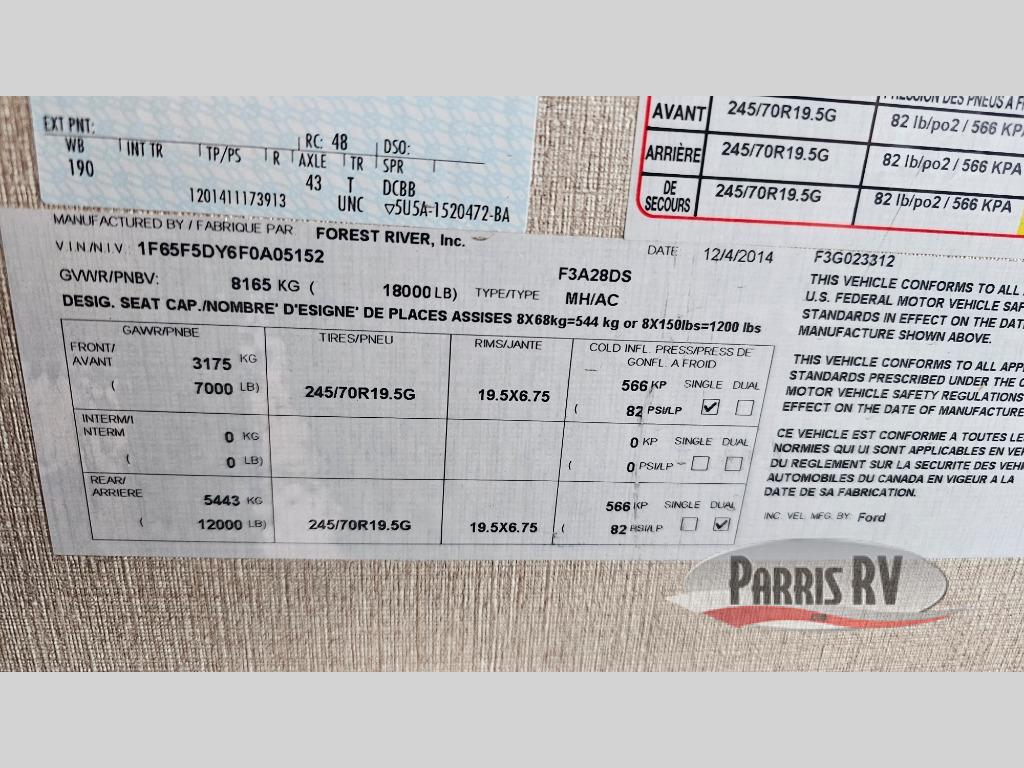 EXT PNT: RC: 48 DSO:
WB INT TR TP/PS R AXLE TR SPR
190 43 T DCBB
1201411173913 UNC ▽5U5A-1520472-BA
AVANT 245/70R19.5G 82 lb/po2 / 566 KPA
ARRIÈRE 245/70R19.5G 82 lb/po2 / 566 KPA
DE
SECOURS 245/70R19.5G 82 lb/po2 / 566 KPA
MANUFACTURED BY / FABRIQUE PAR FOREST RIVER, Inc.
V.I.N/N.I.V. 1F65F5DY6F0A05152 DATE 12/4/2014 F3G023312
GVWR/PNBV: 8165 KG ( 18000 LB) TYPE/TYPE F3A28DS
MH/AC
DESIG. SEAT CAP./NOMBRE' D'ESIGNE' DE PLACES ASSISES 8X68kg=544 kg or 8X150lbs=1200 lbs
GAWR/PNBE TIRES/PNEU RIMS/JANTE COLD INFL. PRESS/PRESS DE
GONFL. A FROID
FRONT/
AVANT 3175 KG 566 KP SINGLE DUAL
( 7000 LB) 245/70R19.5G 19.5X6.75 ( 82 PSI/LP ☑ ☐
INTERM/I
NTERM 0 KG 0 KP SINGLE DUAL
( 0 LB) ( 0 PSI/LP ☐ ☐
REAR/
ARRIERE 5443 KG 566 KP SINGLE DUAL
( 12000 LB) 245/70R19.5G 19.5X6.75 ( 82 PSI/LP ☐ ☑
THIS VEHICLE CONFORMS TO ALL
U.S. FEDERAL MOTOR VEHICLE
STANDARDS IN EFFECT ON THE
MANUFACTURE SHOWN ABOVE.
THIS VEHICLE CONFORMS TO ALL
STANDARDS PRESCRIBED UNDER THE
MOTOR VEHICLE SAFETY REGULATIONS
EFFECT ON THE DATE OF MANUFACTURE
CE VEHICULE EST CONFORME A TOUTES
NORMIES QUI UI SONT APPLICABLES EN
DU REGLEMENT SUR LA SECURITE DES
AUTOMOBILES DU CANADA EN VIGEUR A LA
DATE DE SA FABRICATION.
INC. VEL. MFG. BY: Ford
PARRIS RV